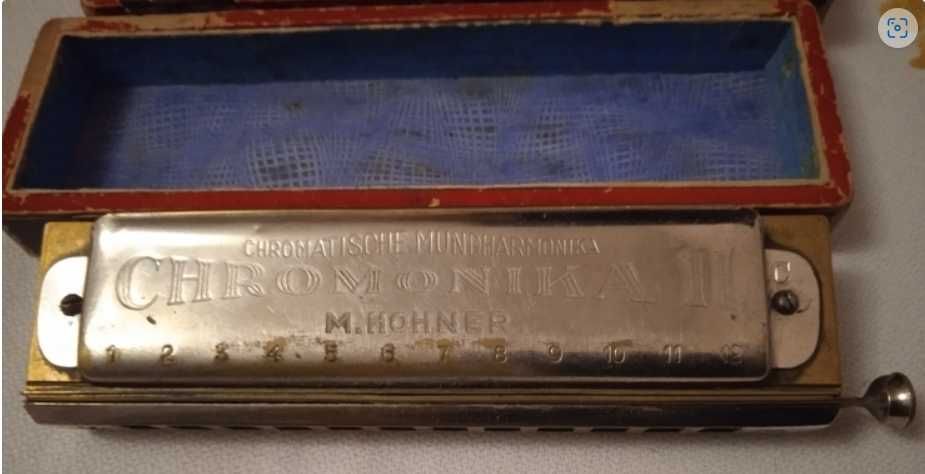 CHROMATISCHE MUNDHARMONIKA
CHROMONIKA II
C
M. HOHNER
1 2 3 4 5 6 7 8 9 10 11 12